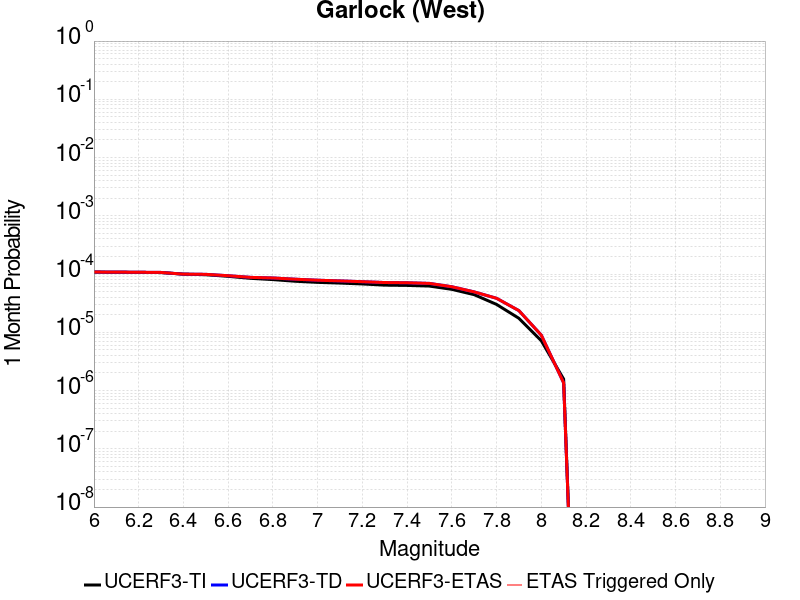 Garlock (West)
1 Month Probability
10^0
10^-1
10^-2
10^-3
10^-4
10^-5
10^-6
10^-7
10^-8
6 6.2 6.4 6.6 6.8 7 7.2 7.4 7.6 7.8 8 8.2 8.4 8.6 8.8 9
Magnitude
UCERF3-TI UCERF3-TD UCERF3-ETAS ETAS Triggered Only